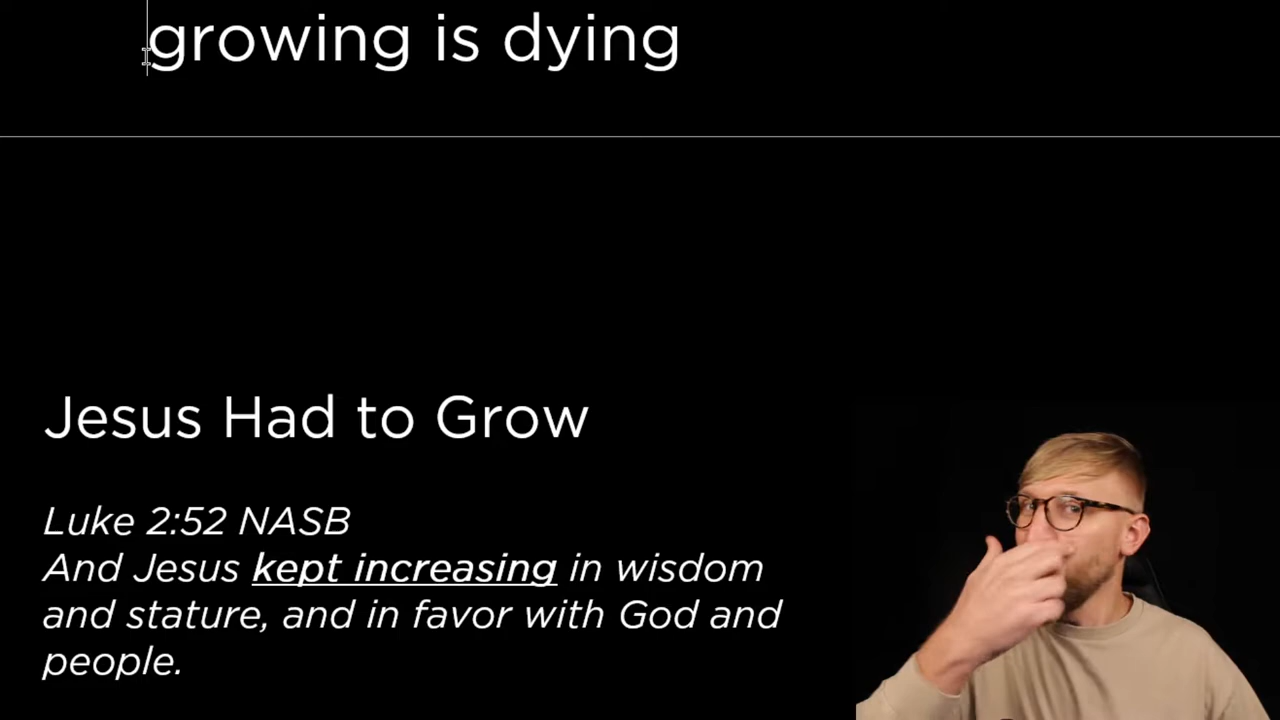 growing is dying
Jesus Had to Grow
Luke 2:52 NASB
And Jesus kept increasing in wisdom
and stature, and in favor with God and
people.